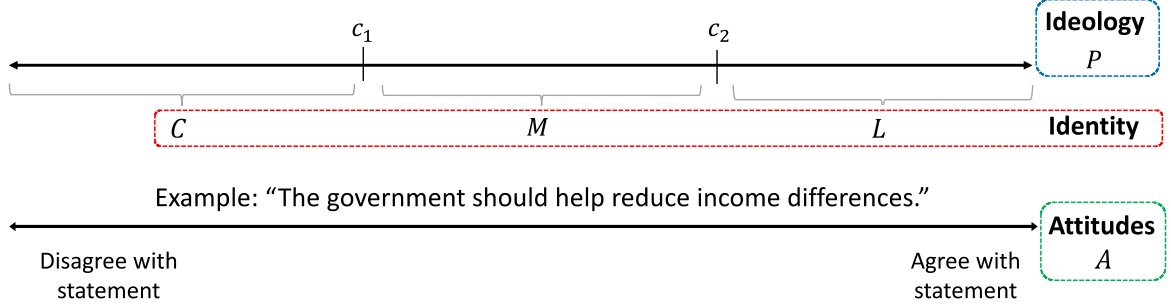 c₁ c₂ Ideology
P
C M L Identity
Example: “The government should help reduce income differences.”
Attitudes
Disagree with Agree with A
statement statement